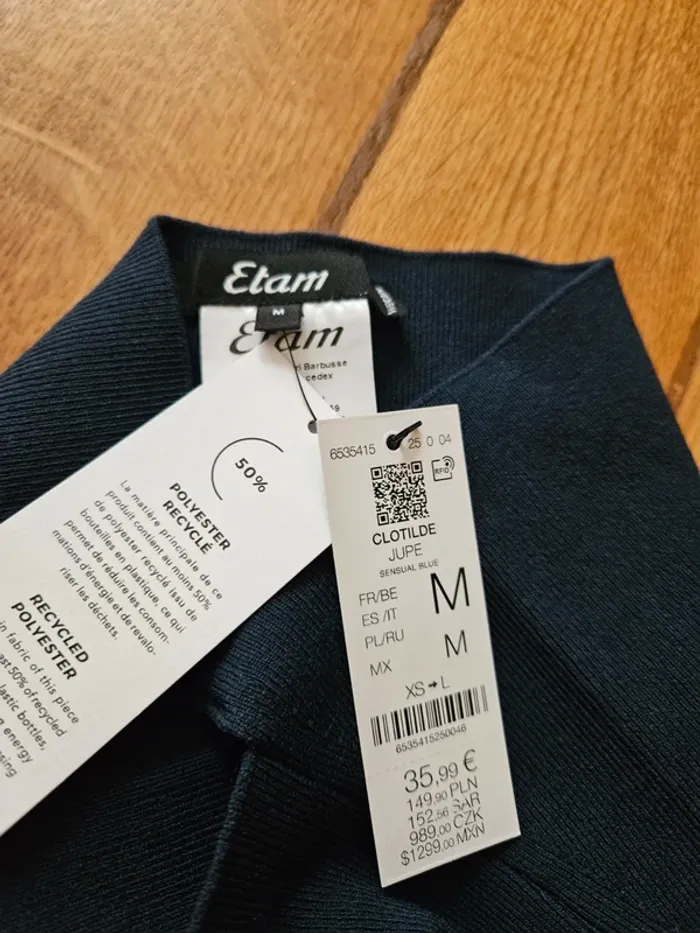 Etam
M
Etam
Barbusse
cedex
50%
POLYESTER
RECYCLÉ
La matière principale de ce
produit contient au moins 50%
de polyester recyclé issu de
bouteilles en plastique, ce qui
permet de réduire les consom-
mations d'énergie et de revalo-
riser les déchets.
RECYCLED
POLYESTER
in fabric of this piece
50% of recycled
plastic bottles,
energy
6535415
25 0 04
RFID
CLOTILDE
JUPE
SENSUAL BLUE
FR/BE
ES /IT
M
PL/RU
M
MX
XS→L
6535415250046
35,99 €
149,90 PLN
152,56 SAR
989,00 CZK
$1299,00 MXN